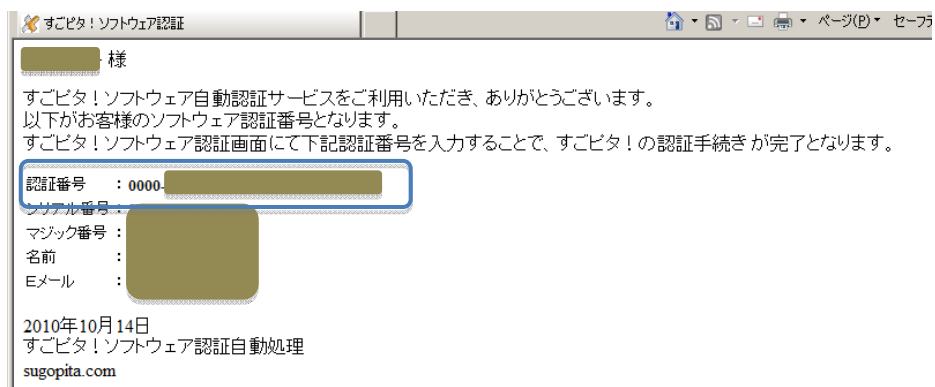 すごピタ！ソフトウェア認証
ページ(P)
様
すごピタ！ソフトウェア自動認証サービスをご利用いただき、ありがとうございます。
以下がお客様のソフトウェア認証番号となります。
すごピタ！ソフトウェア認証画面にて下記認証番号を入力することで、すごピタ！の認証手続きが完了となります。
認証番号 ：0000-
シリアル番号：
マジック番号：
名前 ：
Eメール ：
2010年10月14日
すごピタ！ソフトウェア認証自動処理
sugopita.com